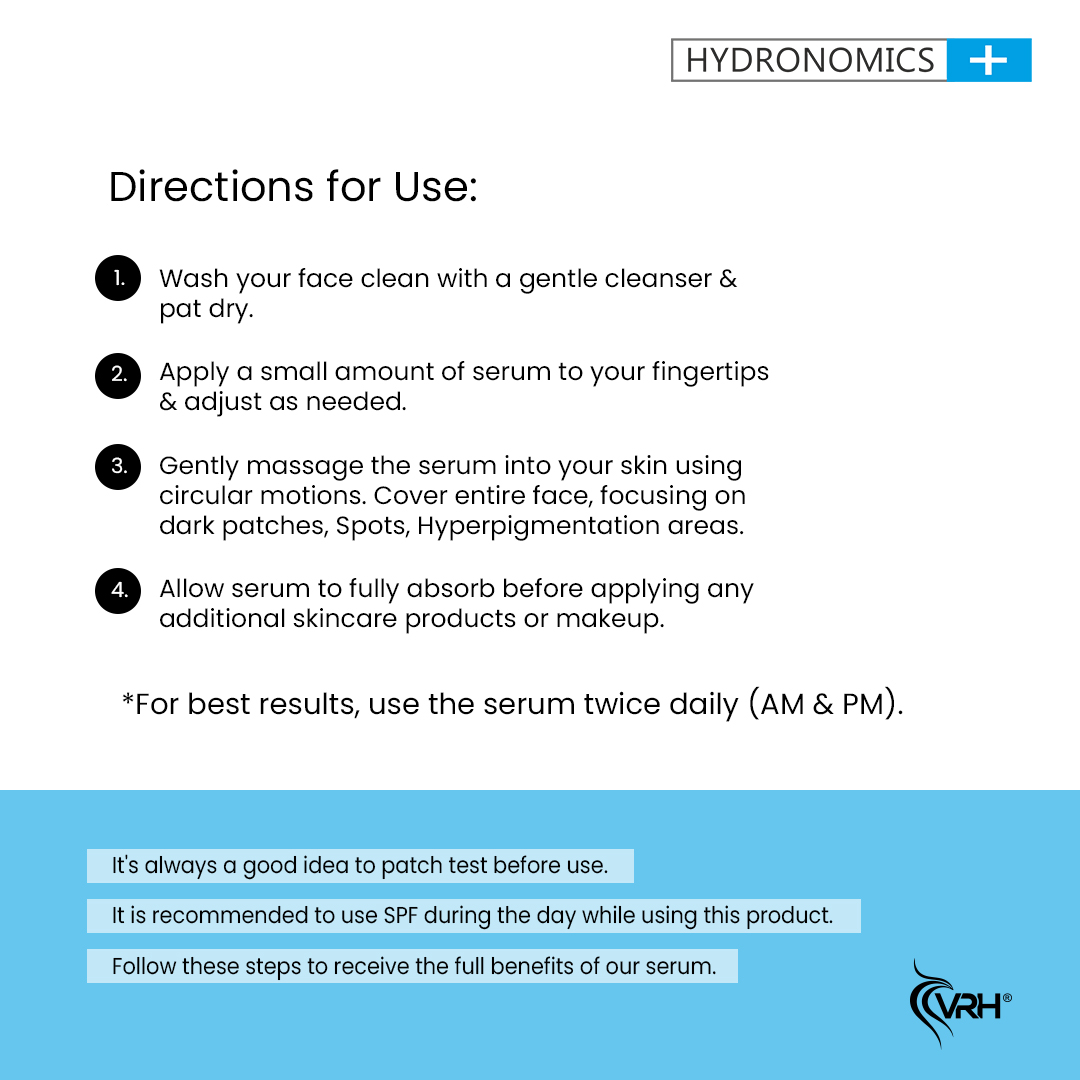 HYDRONOMICS +
Directions for Use:
1. Wash your face clean with a gentle cleanser &
pat dry.
2. Apply a small amount of serum to your fingertips
& adjust as needed.
3. Gently massage the serum into your skin using
circular motions. Cover entire face, focusing on
dark patches, Spots, Hyperpigmentation areas.
4. Allow serum to fully absorb before applying any
additional skincare products or makeup.
*For best results, use the serum twice daily (AM & PM).
It's always a good idea to patch test before use.
It is recommended to use SPF during the day while using this product.
Follow these steps to receive the full benefits of our serum.
VRH®